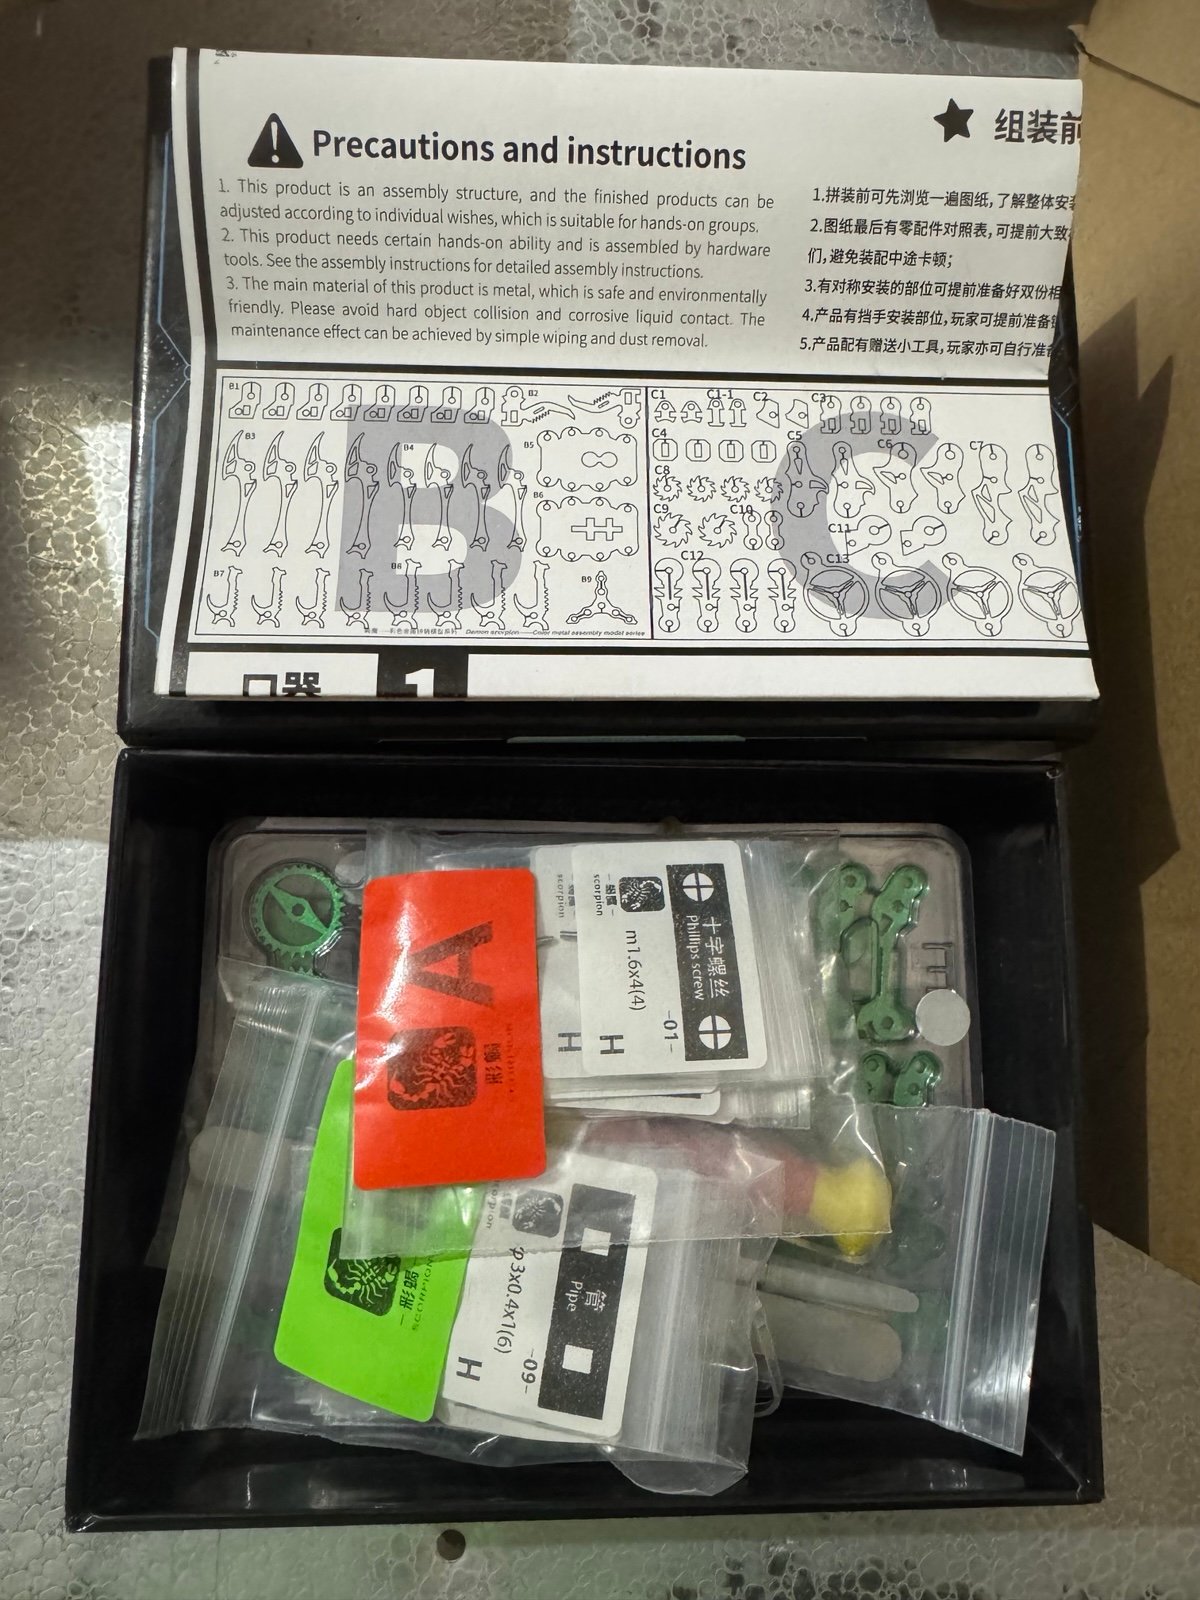 Precautions and instructions
1. This product is an assembly structure, and the finished products can be
adjusted according to individual wishes, which is suitable for hands-on groups.
2. This product needs certain hands-on ability and is assembled by hardware
tools. See the assembly instructions for detailed assembly instructions.
3. The main material of this product is metal, which is safe and environmentally
friendly. Please avoid hard object collision and corrosive liquid contact. The
maintenance effect can be achieved by simple wiping and dust removal.
★ 组装前
1.拼装前可先浏览一遍图纸,了解整体安装
2.图纸最后有零配件对照表,可提前大致
们,避免装配中途卡顿;
3.有对称安装的部位可提前准备好双份相
4.产品有挡手安装部位,玩家可提前准备
5.产品配有赠送小工具,玩家亦可自行准备
B
B1
B2
B3
B4
B5
B6
B7
B8
B9
Demon scorpion——Color metal assembly model series
C
C1
C1-1
C2
C3
C4
C5
C6
C7
C8
C9
C10
C11
C12
C13
口器
1
A
scorpion
十字螺丝
Phillips screw
scorpion
m1.6x4(4)
-01-
H
H
管
Pipe
φ3x0.4x1(6)
-09-
H